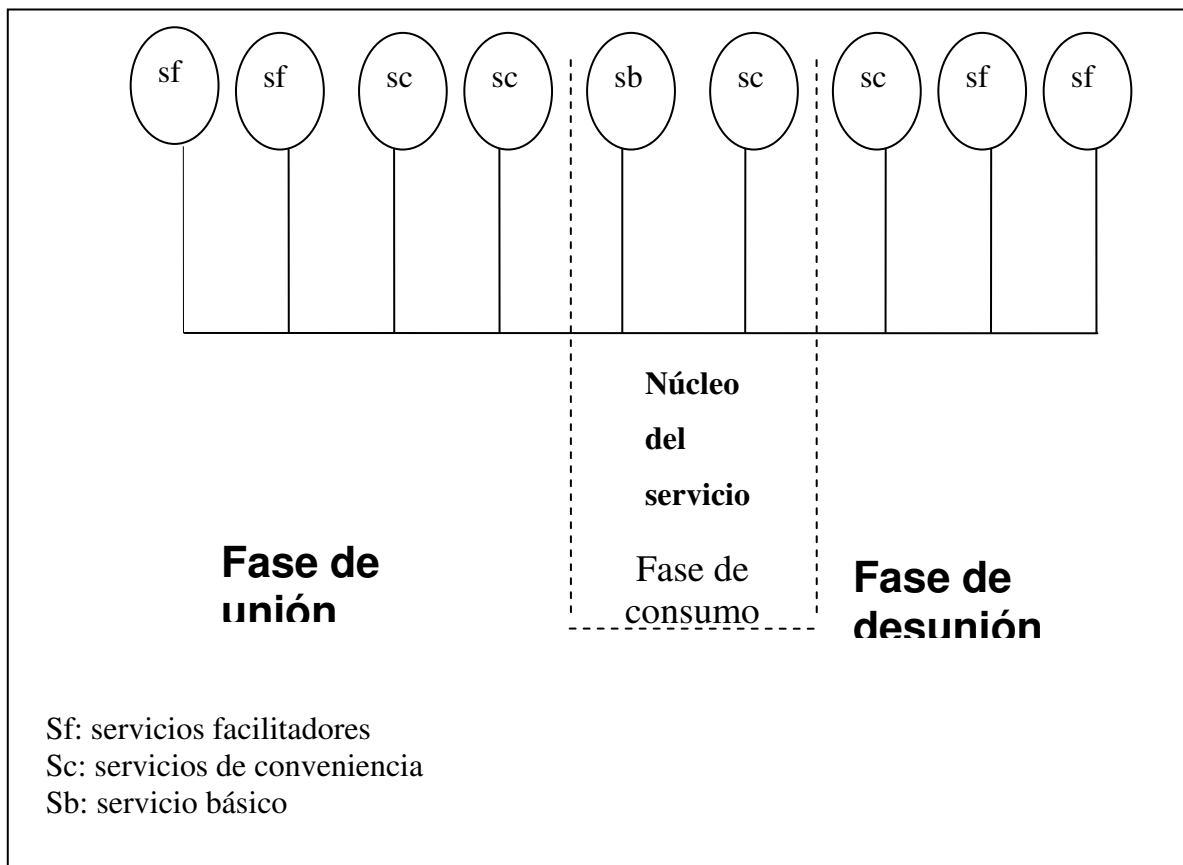 sf sf sc sc sb sc sc sf sf
Núcleo
del
servicio
Fase de
unión
Fase de
consumo
Fase de
desunión
Sf: servicios facilitadores
Sc: servicios de conveniencia
Sb: servicio básico